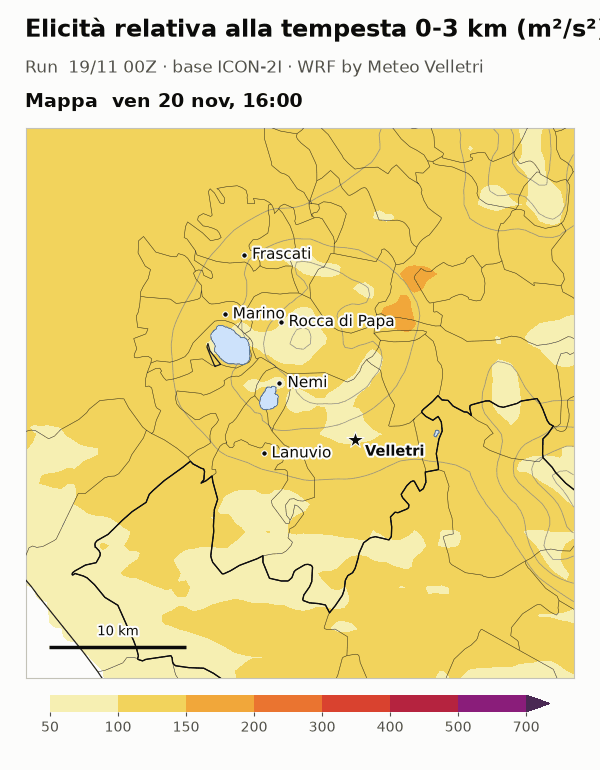 Elicità relativa alla tempesta 0-3 km (m²/s²)
Run 19/11 00Z · base ICON-2I · WRF by Meteo Velletri
Mappa ven 20 nov, 16:00
Frascati
Marino
Rocca di Papa
Nemi
Velletri
Lanuvio
10 km
50 100 150 200 300 400 500 700